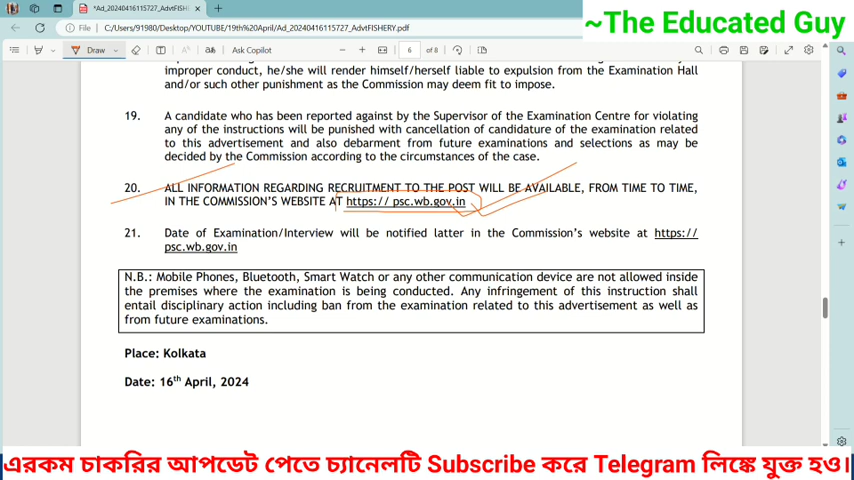 *Ad_20240416115727_AdvtFISHERY.
~The Educated Guy
File
C:/Users/91980/Desktop/YOUTUBE/19th%20April/Ad_20240416115727_AdvtFISHERY.pdf
Draw
Ask Copilot
6
of 8
improper conduct, he/she will render himself/herself liable to expulsion from the Examination Hall
and/or such other punishment as the Commission may deem fit to impose.
19. A candidate who has been reported against by the Supervisor of the Examination Centre for violating
any of the instructions will be punished with cancellation of candidature of the examination related
to this advertisement and also debarment from future examinations and selections as may be
decided by the Commission according to the circumstances of the case.
20. ALL INFORMATION REGARDING RECRUITMENT TO THE POST WILL BE AVAILABLE, FROM TIME TO TIME,
IN THE COMMISSION'S WEBSITE AT https:// psc.wb.gov.in
21. Date of Examination/Interview will be notified latter in the Commission's website at https://
psc.wb.gov.in
N.B.: Mobile Phones, Bluetooth, Smart Watch or any other communication device are not allowed inside
the premises where the examination is being conducted. Any infringement of this instruction shall
entail disciplinary action including ban from the examination related to this advertisement as well as
from future examinations.
Place: Kolkata
Date: 16th April, 2024
এরকম চাকরির আপডেট পেতে চ্যানেলটি Subscribe করে Telegram লিঙ্কে যুক্ত হও।